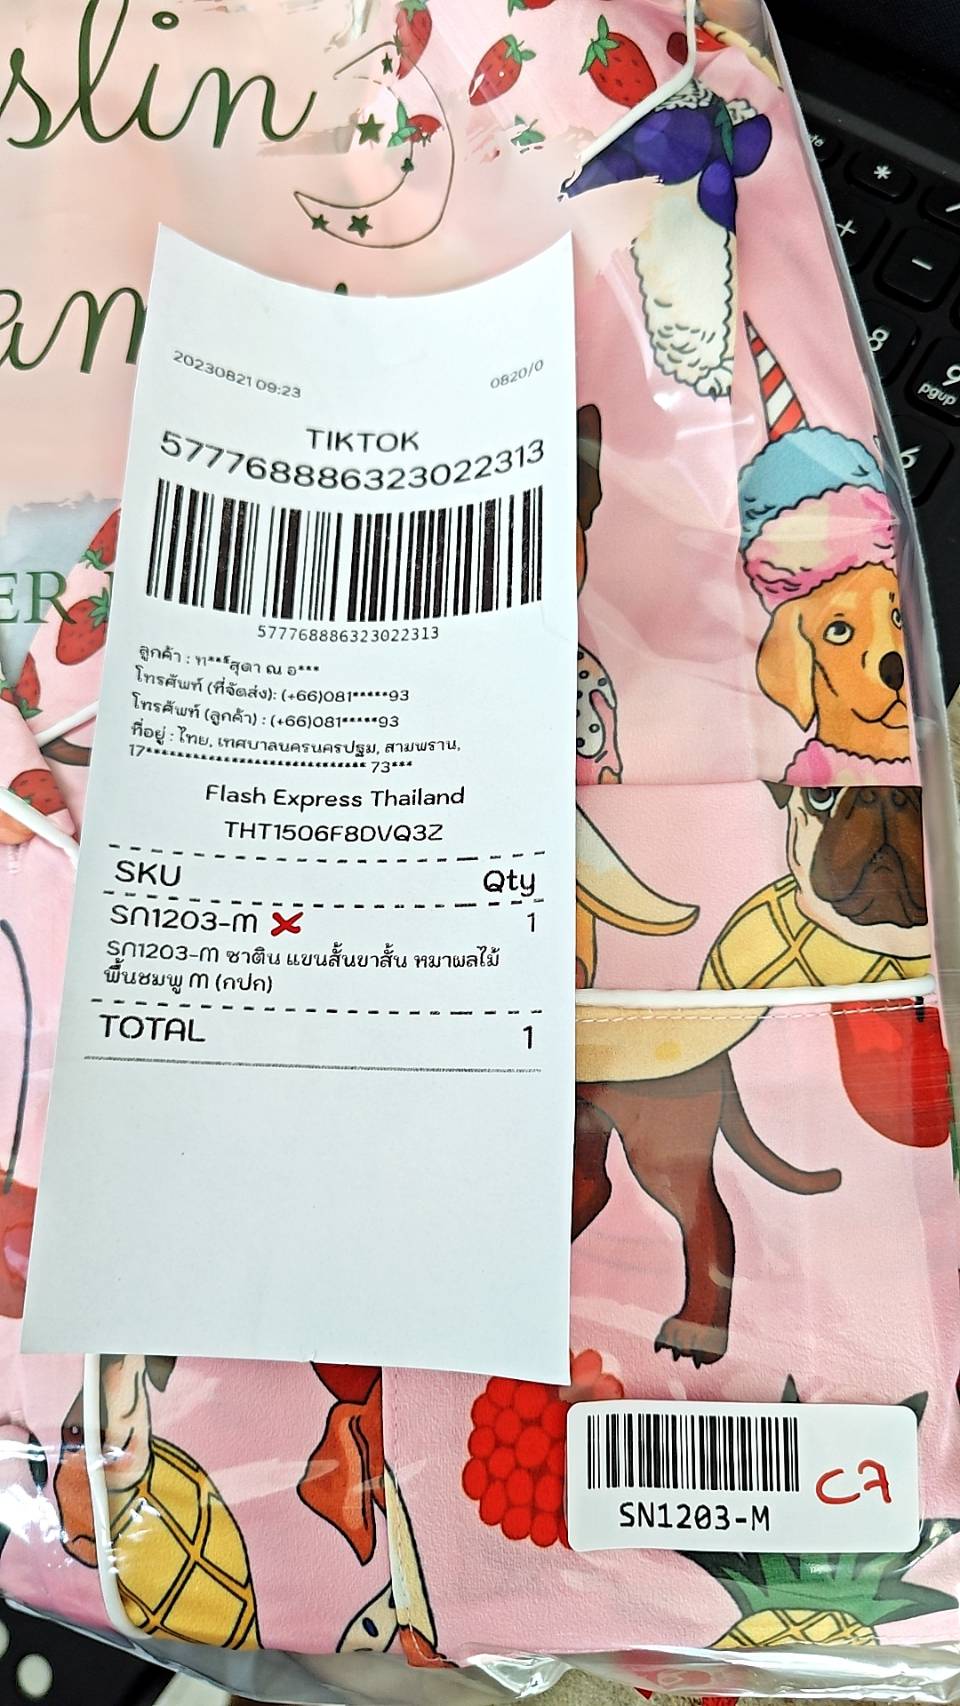 slin
20230821 09:23
0820/0
TIKTOK
577768886323022313
577768886323022313
ลูกค้า : ท**ร์สุดา ณ อ***
โทรศัพท์ (ที่จัดส่ง): (+66)081*****93
โทรศัพท์ (ลูกค้า) : (+66)081*****93
ที่อยู่ : ไทย, เทศบาลนครนครปฐม, สามพราน,
17**************************** 73***
Flash Express Thailand
THT1506F8DVQ3Z
SKU Qty
SN1203-M 1
SN1203-M ซาติน แขนสั้นขาสั้น หมาผลไม้
พื้นชมพู M (กปก)
TOTAL 1
SN1203-M
C7
*
+
-
8
9
pgup
6